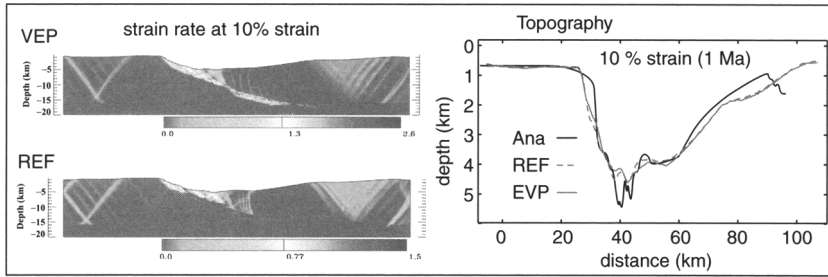 strain rate at 10% strain
VEP
Depth (km)
−5
−10
−15
−20
0.0 1.3 2.6
REF
Depth (km)
−5
−10
−15
−20
0.0 0.77 1.5
Topography
10 % strain (1 Ma)
depth (km)
0
1
2
3
4
5
Ana
REF
EVP
0 20 40 60 80 100
distance (km)